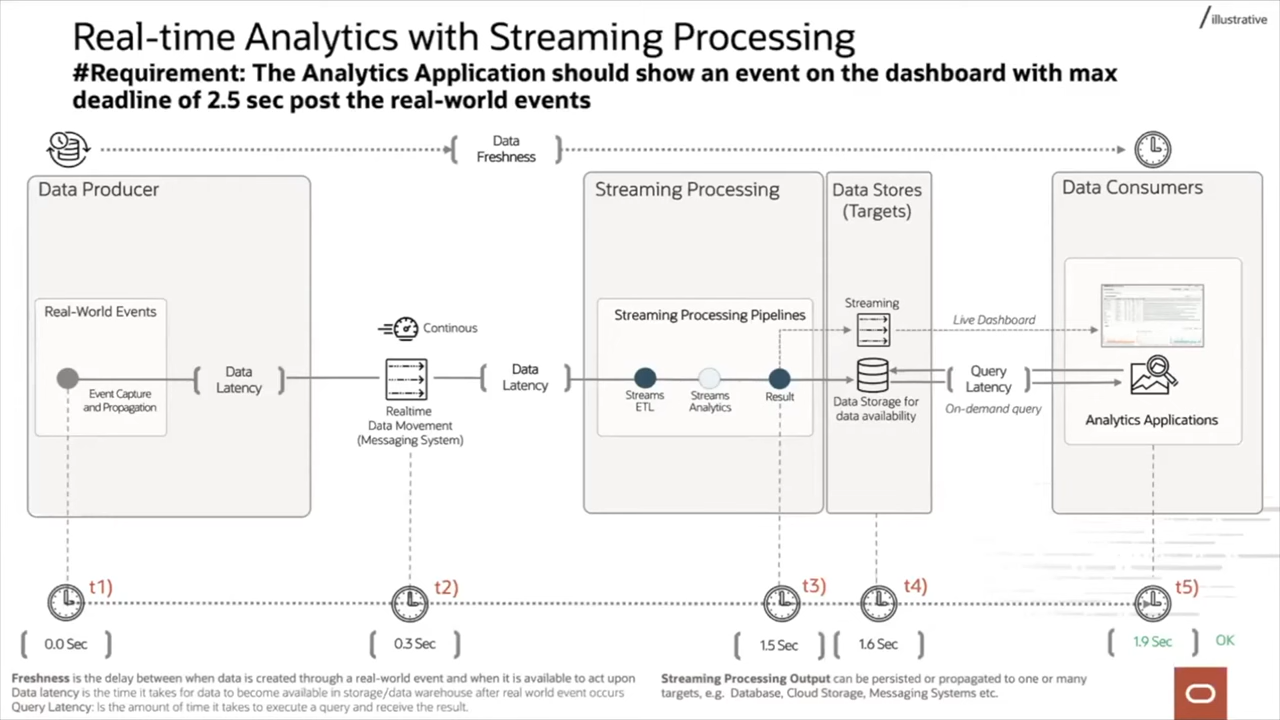 illustrative
Real-time Analytics with Streaming Processing
#Requirement: The Analytics Application should show an event on the dashboard with max
deadline of 2.5 sec post the real-world events
Data
Freshness
Data Producer
Streaming Processing
Data Stores
(Targets)
Data Consumers
Real-World Events
Event Capture
and Propagation
Data
Latency
Continous
Realtime
Data Movement
(Messaging System)
Data
Latency
Streaming Processing Pipelines
Streams
ETL
Streams
Analytics
Result
Streaming
Data Storage for
data availability
Live Dashboard
Query
Latency
On-demand query
Analytics Applications
t1)
t2)
t3)
t4)
t5)
0.0 Sec
0.3 Sec
1.5 Sec
1.6 Sec
1.9 Sec
OK
Freshness is the delay between when data is created through a real-world event and when it is available to act upon
Data latency is the time it takes for data to become available in storage/data warehouse after real world event occurs
Query Latency: Is the amount of time it takes to execute a query and receive the result.
Streaming Processing Output can be persisted or propagated to one or many
targets, e.g. Database, Cloud Storage, Messaging Systems etc.